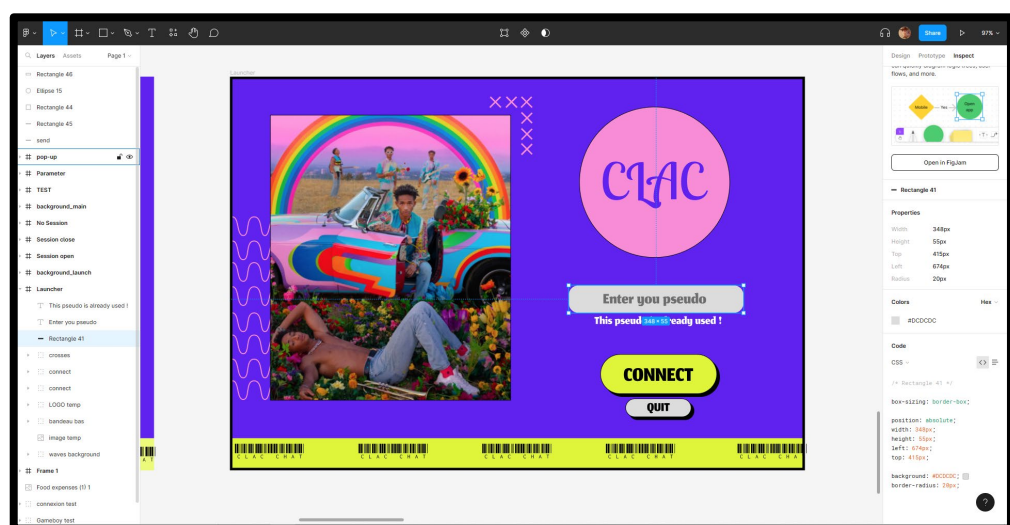 Share
97%
Layers Assets Page 1
Design Prototype Inspect
flows, and more.
Rectangle 46
Ellipse 15
Rectangle 44
Rectangle 45
send
pop-up
Parameter
TEST
background_main
No Session
Session close
Session open
background_launch
Launcher
This pseudo is already used !
Enter you pseudo
Rectangle 41
crosses
connect
connect
LOGO temp
bandeau bas
image temp
waves background
Frame 1
Food expenses (1) 1
connexion test
Gameboy test
Launcher
CLAC
Enter you pseudo
This pseud 348 × 55 eady used !
CONNECT
QUIT
CLAC CHAT CLAC CHAT CLAC CHAT CLAC CHAT CLAC CHAT
Yes
Open
app
Open in FigJam
Rectangle 41
Properties
Width 348px
Height 55px
Top 415px
Left 674px
Radius 20px
Colors Hex
#DCDCDC
Code
CSS
/* Rectangle 41 */
box-sizing: border-box;
position: absolute;
width: 348px;
height: 55px;
left: 674px;
top: 415px;
background: #DCDCDC;
border-radius: 20px;
?